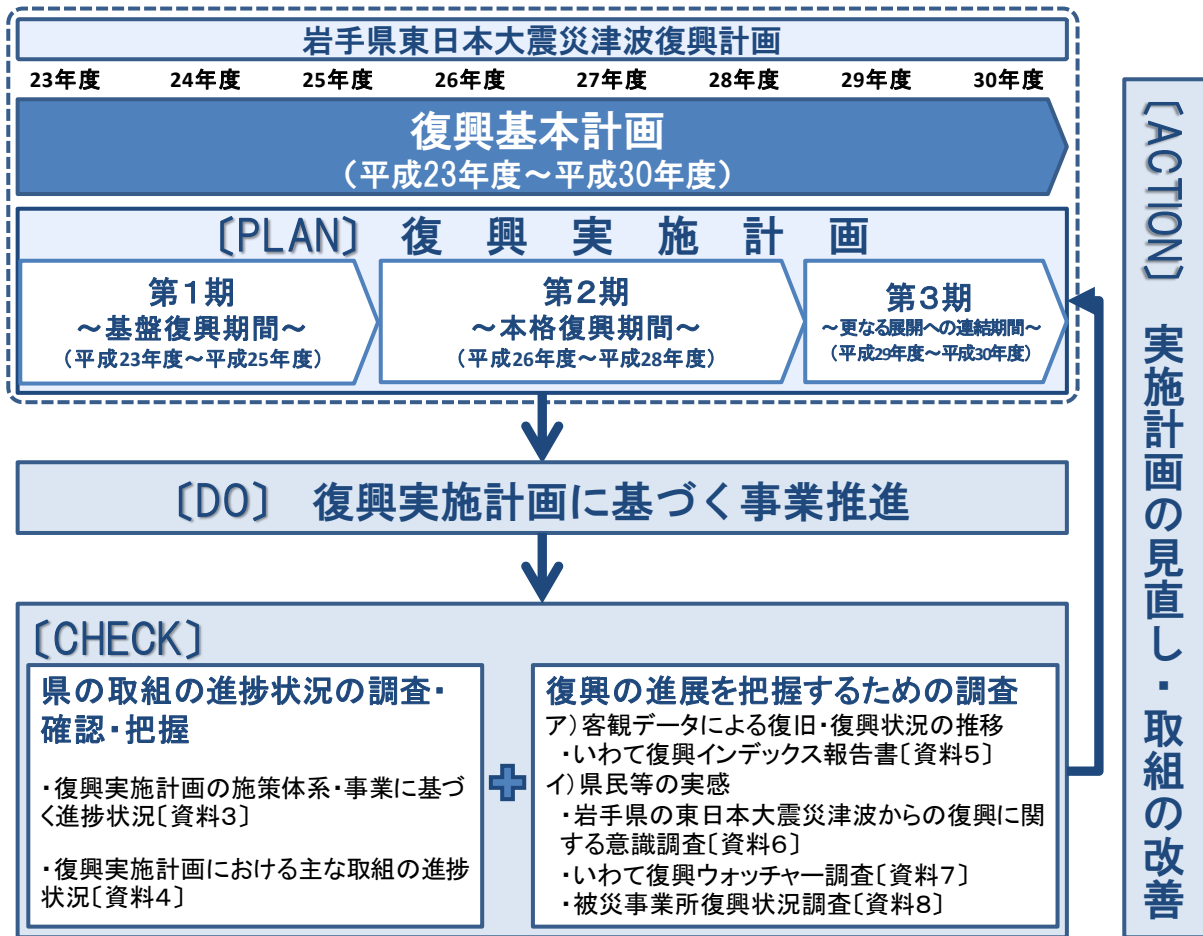 岩手県東日本大震災津波復興計画
23年度 24年度 25年度 26年度 27年度 28年度 29年度 30年度
復興基本計画
（平成23年度～平成30年度）
〔PLAN〕 復興実施計画
第１期
～基盤復興期間～
（平成23年度～平成25年度）
第２期
～本格復興期間～
（平成26年度～平成28年度）
第３期
～更なる展開への連結期間～
（平成29年度～平成30年度）
〔DO〕 復興実施計画に基づく事業推進
〔CHECK〕
県の取組の進捗状況の調査・
確認・把握
・復興実施計画の施策体系・事業に基づ
く進捗状況〔資料３〕
・復興実施計画における主な取組の進捗
状況〔資料４〕
復興の進展を把握するための調査
ア）客観データによる復旧・復興状況の推移
・いわて復興インデックス報告書〔資料５〕
イ）県民等の実感
・岩手県の東日本大震災津波からの復興に関
する意識調査〔資料６〕
・いわて復興ウォッチャー調査〔資料７〕
・被災事業所復興状況調査〔資料８〕
〔ACTION〕 実施計画の見直し・取組の改善